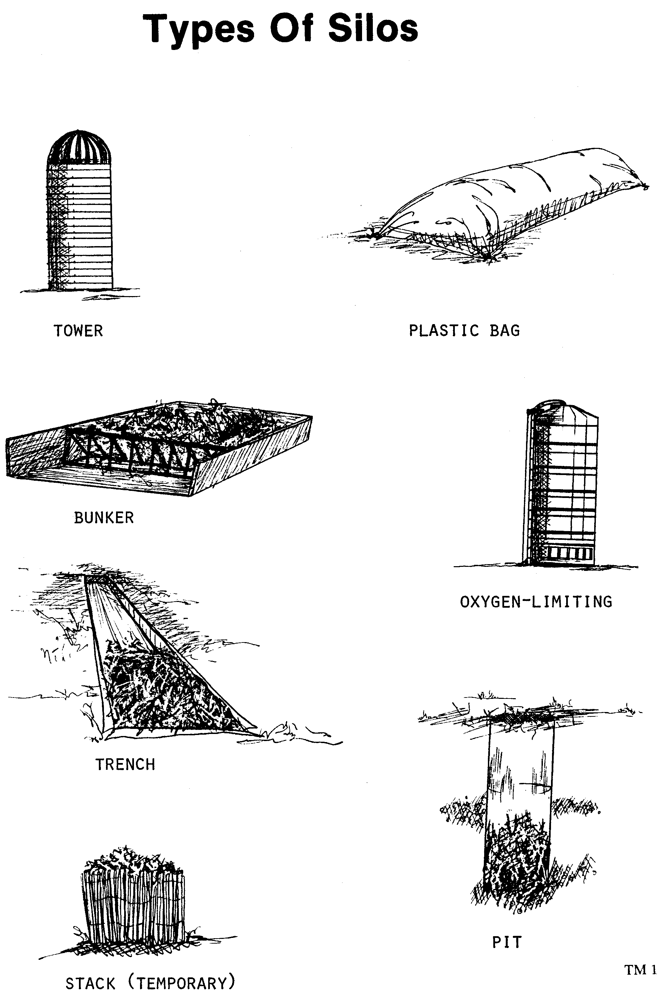 Types Of Silos
TOWER
PLASTIC BAG
BUNKER
OXYGEN-LIMITING
TRENCH
PIT
STACK (TEMPORARY)
TM 1